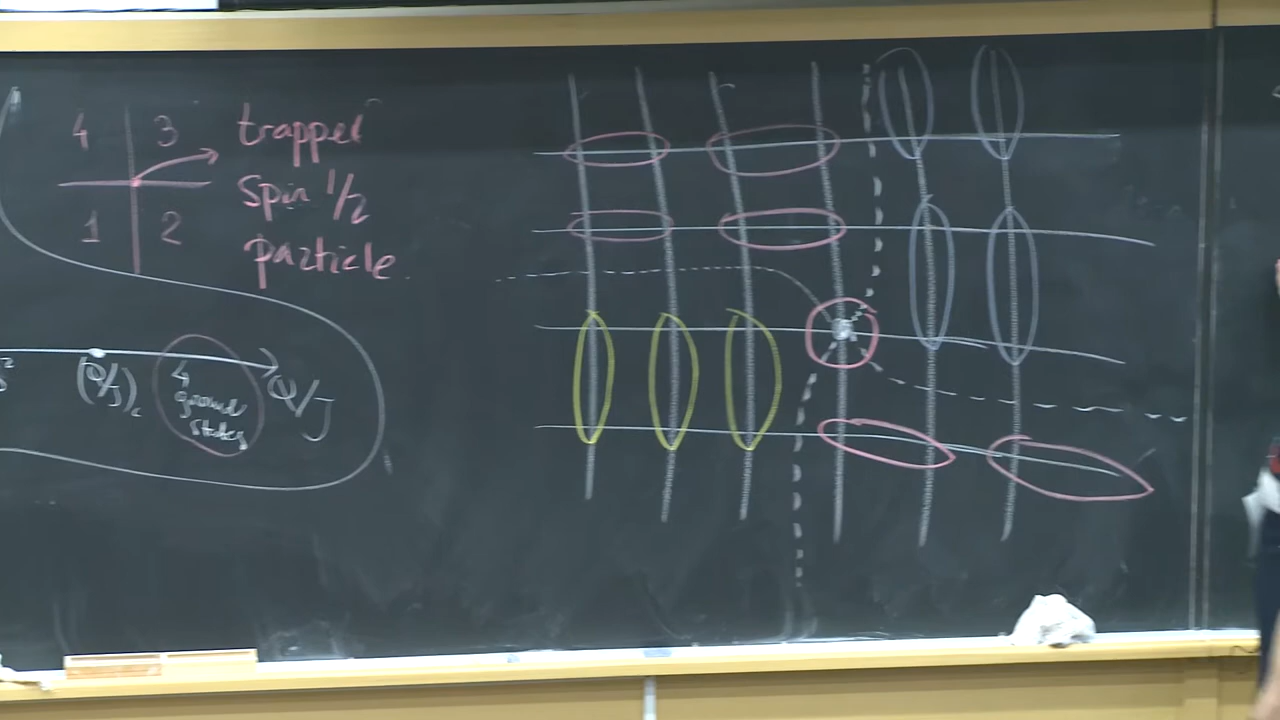 4 3 trapped
spin 1/2
1 2
particle
(Q/J)c
4
ground
states
Q/J